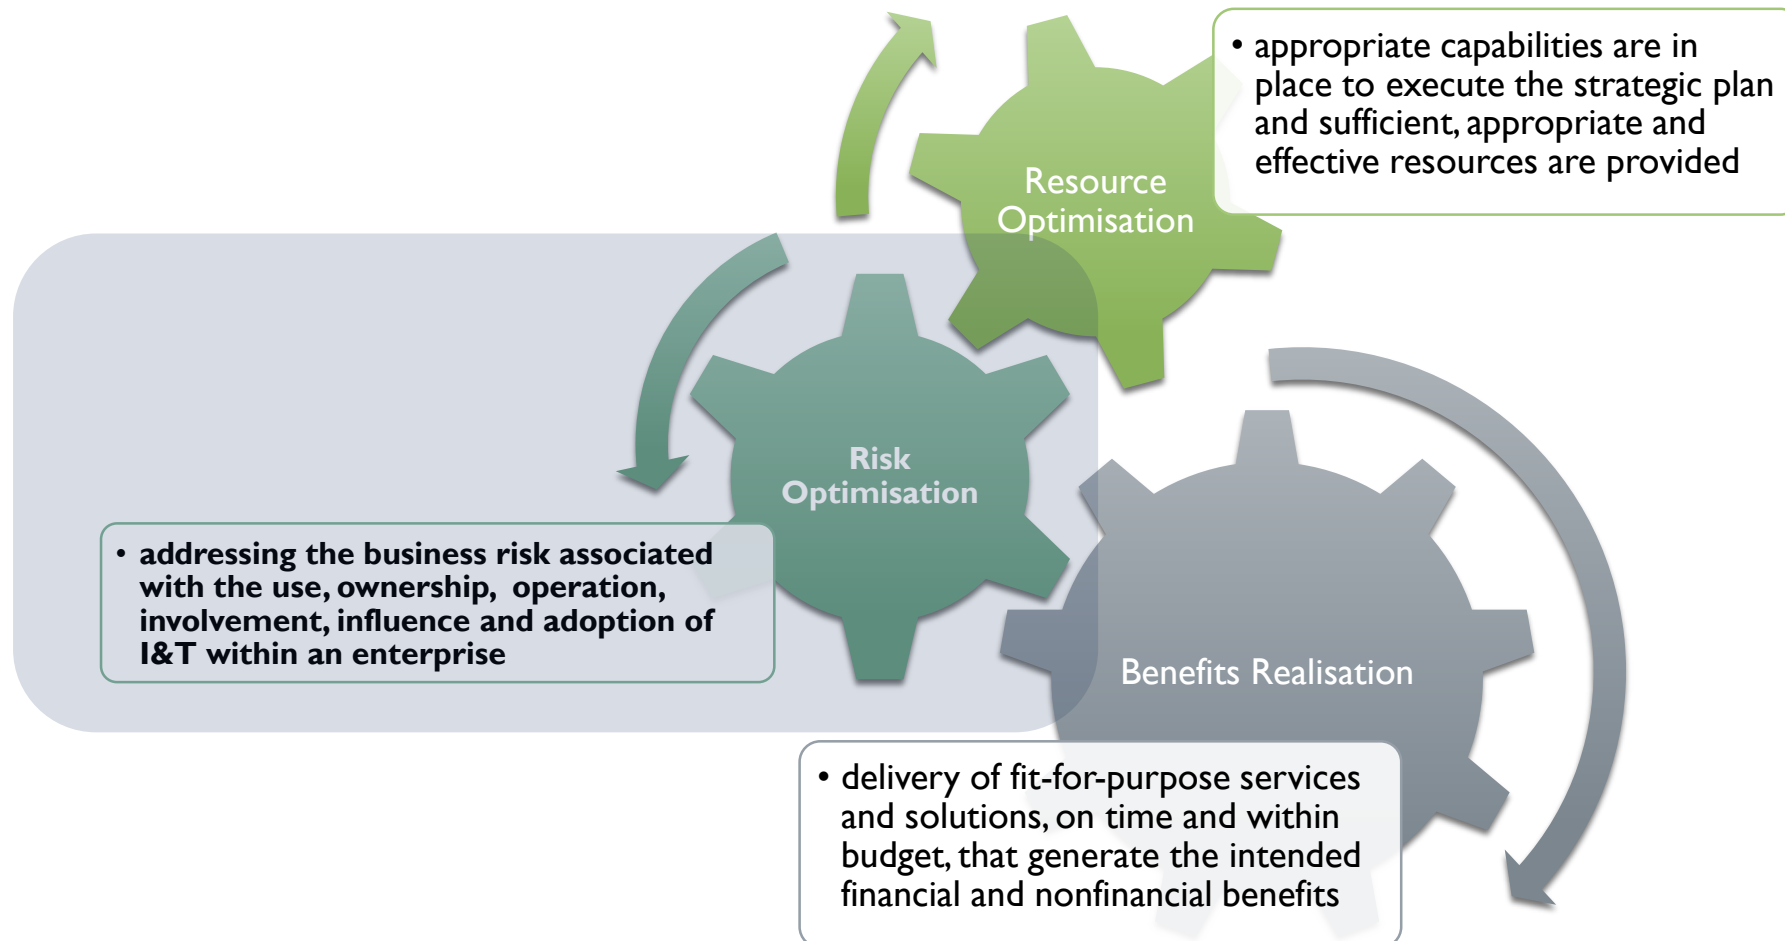 • appropriate capabilities are in
place to execute the strategic plan
and sufficient, appropriate and
effective resources are provided
Resource
Optimisation
Risk
Optimisation
• addressing the business risk associated
with the use, ownership,  operation,
involvement, influence and adoption of
I&T within an enterprise
Benefits Realisation
• delivery of fit-for-purpose services
and solutions, on time and within
budget, that generate the intended
financial and nonfinancial benefits